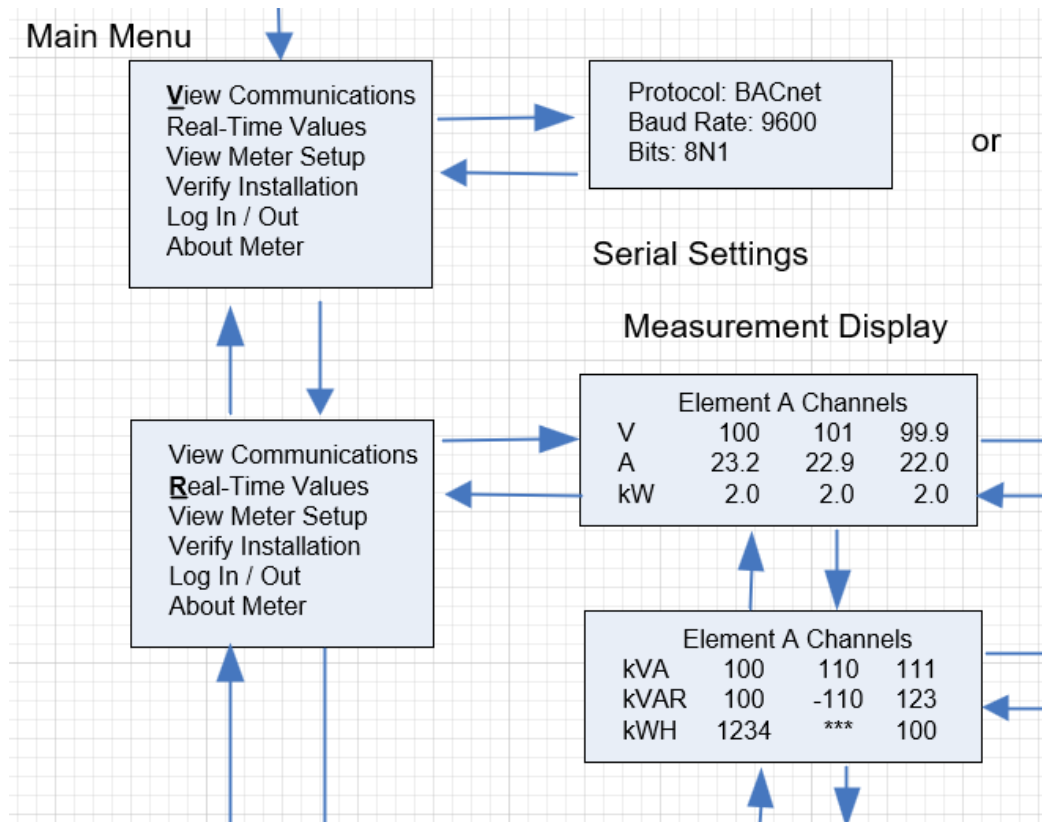 Main Menu
View Communications
Real-Time Values
View Meter Setup
Verify Installation
Log In / Out
About Meter
Protocol: BACnet
Baud Rate: 9600
Bits: 8N1
or
Serial Settings
Measurement Display
View Communications
Real-Time Values
View Meter Setup
Verify Installation
Log In / Out
About Meter
Element A Channels
V 100 101 99.9
A 23.2 22.9 22.0
kW 2.0 2.0 2.0
Element A Channels
kVA 100 110 111
kVAR 100 -110 123
kWH 1234 *** 100